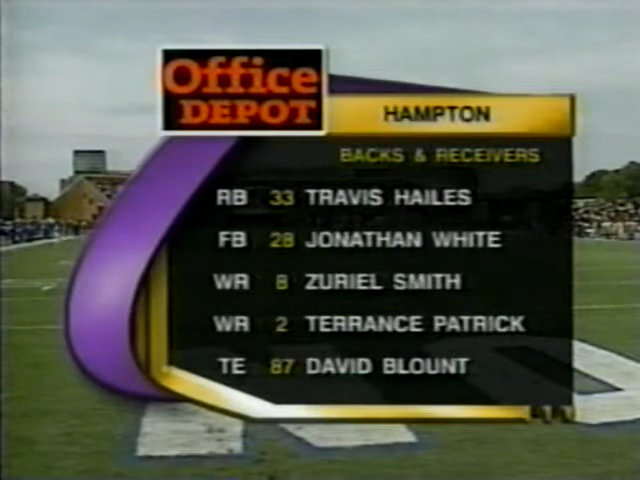 Office
DEPOT
HAMPTON
BACKS & RECEIVERS
RB 33 TRAVIS HAILES
FB 28 JONATHAN WHITE
WR 8 ZURIEL SMITH
WR 2 TERRANCE PATRICK
TE 87 DAVID BLOUNT